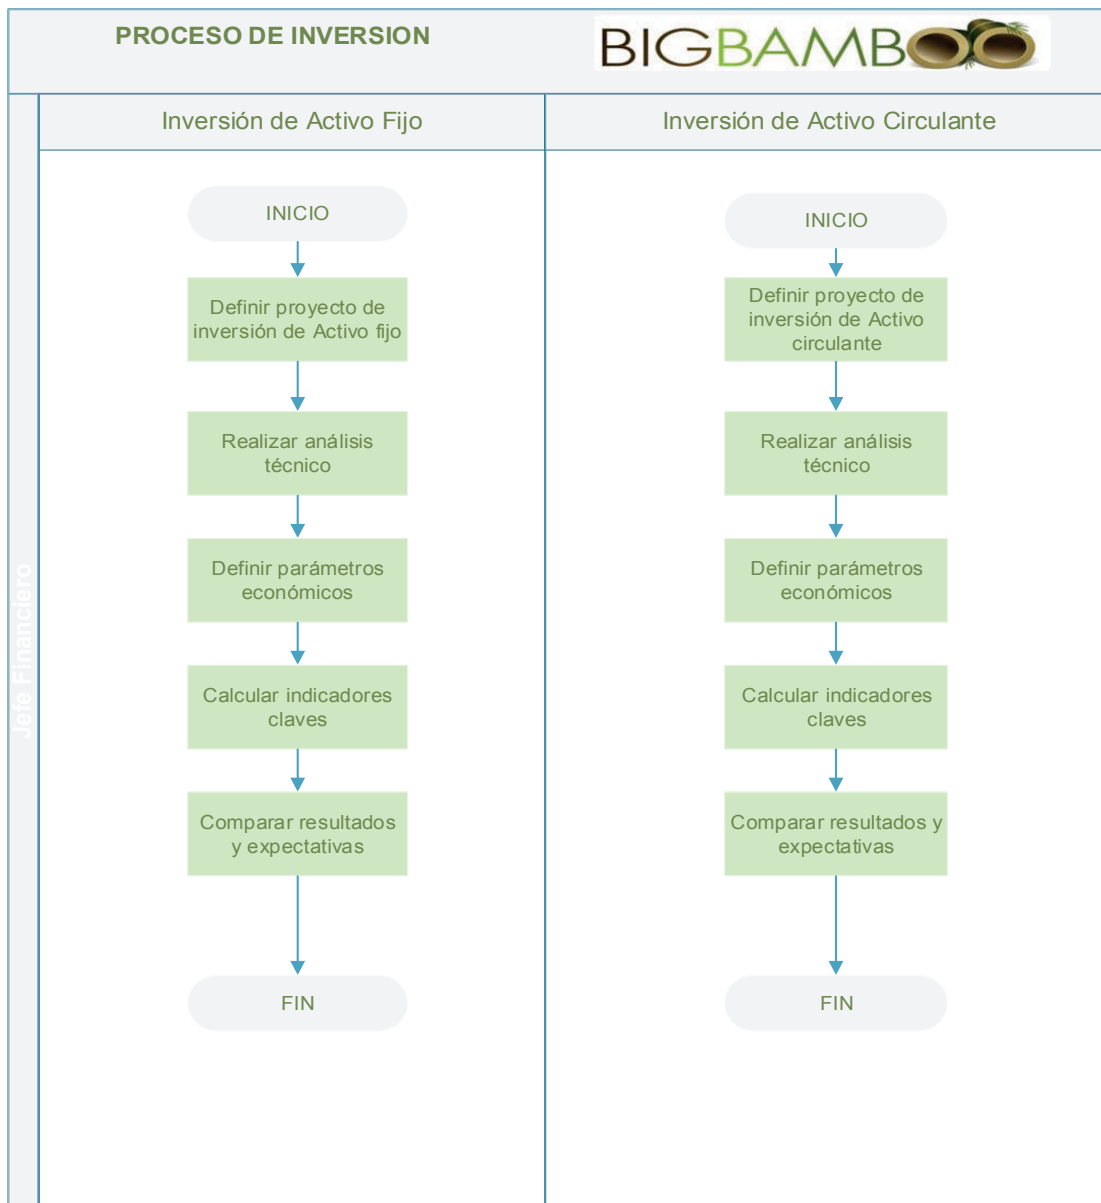 PROCESO DE INVERSION
BIGBAMBOO
Jefe Financiero
Inversión de Activo Fijo
INICIO
Definir proyecto de
inversión de Activo fijo
Realizar análisis
técnico
Definir parámetros
económicos
Calcular indicadores
claves
Comparar resultados
y expectativas
FIN
Inversión de Activo Circulante
INICIO
Definir proyecto de
inversión de Activo
circulante
Realizar análisis
técnico
Definir parámetros
económicos
Calcular indicadores
claves
Comparar resultados y
expectativas
FIN